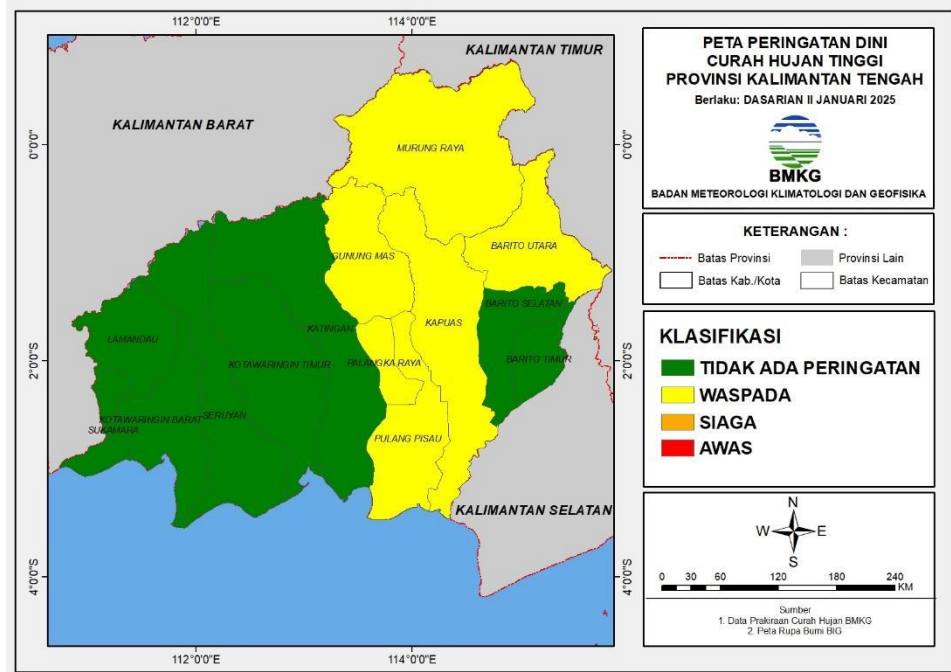 112°0'0"E
114°0'0"E
KALIMANTAN TIMUR
KALIMANTAN BARAT
0°0'0"
0°0'0"
MURUNG RAYA
BARITO UTARA
GUNUNG MAS
BARITO SELATAN
KAPUAS
KATINGAN
LAMANDAU
2°0'0"S
2°0'0"S
KOTAWARINGIN TIMUR
PALANGKA RAYA
BARITO TIMUR
KOTAWARINGIN BARAT
SERUYAN
SUKAMARA
PULANG PISAU
KALIMANTAN SELATAN
4°0'0"S
4°0'0"S
112°0'0"E
114°0'0"E
PETA PERINGATAN DINI
CURAH HUJAN TINGGI
PROVINSI KALIMANTAN TENGAH
Berlaku: DASARIAN II JANUARI 2025
BMKG
BADAN METEOROLOGI KLIMATOLOGI DAN GEOFISIKA
KETERANGAN :
Batas Provinsi
Provinsi Lain
Batas Kab./Kota
Batas Kecamatan
KLASIFIKASI
TIDAK ADA PERINGATAN
WASPADA
SIAGA
AWAS
N
W E
S
0 30 60 120 180 240
KM
Sumber
1. Data Prakiraan Curah Hujan BMKG
2. Peta Rupa Bumi BIG